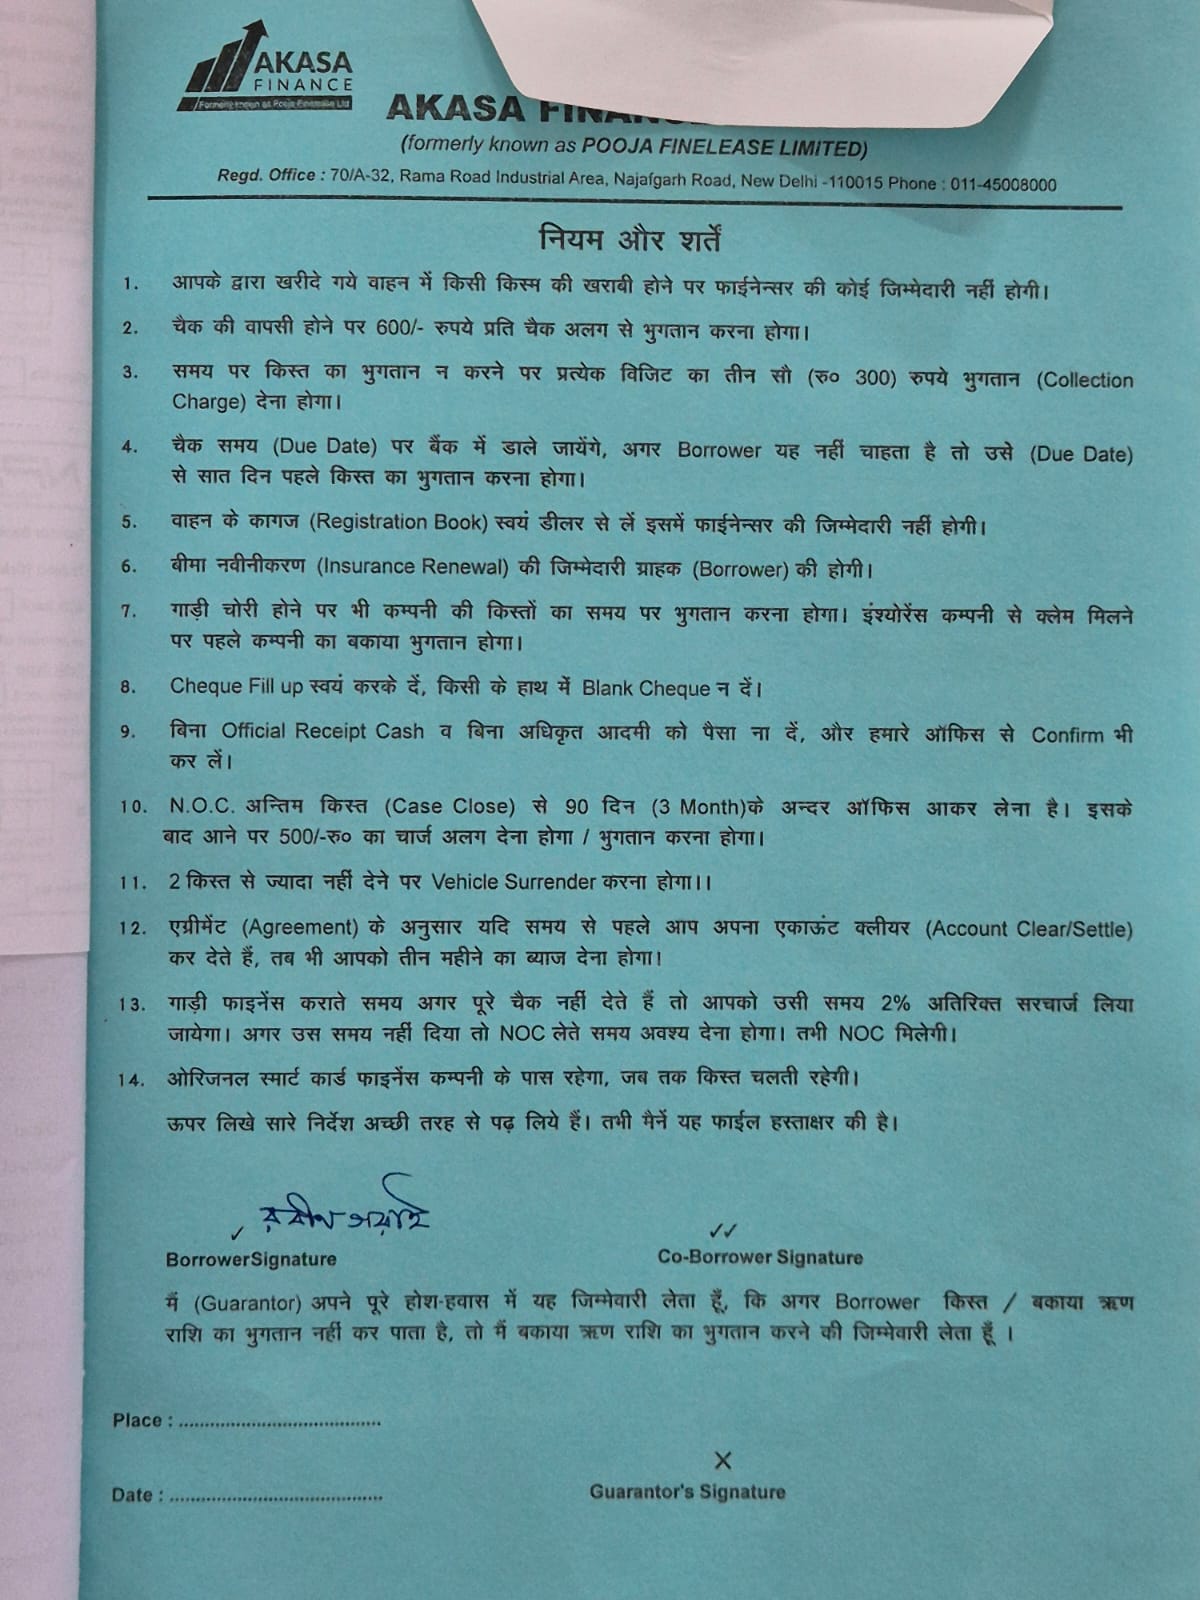 AKASA
FINANCE
Formerly known as Pooja Finelease Ltd
AKASA FINANCE
(formerly known as POOJA FINELEASE LIMITED)
Regd. Office : 70/A-32, Rama Road Industrial Area, Najafgarh Road, New Delhi -110015 Phone : 011-45008000
नियम और शर्तें
1. आपके द्वारा खरीदे गये वाहन में किसी किस्म की खराबी होने पर फाईनेन्सर की कोई जिम्मेदारी नहीं होगी।
2. चैक की वापसी होने पर 600/- रुपये प्रति चैक अलग से भुगतान करना होगा।
3. समय पर किस्त का भुगतान न करने पर प्रत्येक विजिट का तीन सौ (रु० 300) रुपये भुगतान (Collection
Charge) देना होगा।
4. चैक समय (Due Date) पर बैंक में डाले जायेंगे, अगर Borrower यह नहीं चाहता है तो उसे (Due Date)
से सात दिन पहले किस्त का भुगतान करना होगा।
5. वाहन के कागज (Registration Book) स्वयं डीलर से लें इसमें फाईनेन्सर की जिम्मेदारी नहीं होगी।
6. बीमा नवीनीकरण (Insurance Renewal) की जिम्मेदारी ग्राहक (Borrower) की होगी।
7. गाड़ी चोरी होने पर भी कम्पनी की किस्तों का समय पर भुगतान करना होगा। इंश्योरेंस कम्पनी से क्लेम मिलने
पर पहले कम्पनी का बकाया भुगतान होगा।
8. Cheque Fill up स्वयं करके दें, किसी के हाथ में Blank Cheque न दें।
9. बिना Official Receipt Cash व बिना अधिकृत आदमी को पैसा ना दें, और हमारे ऑफिस से Confirm भी
कर लें।
10. N.O.C. अन्तिम किस्त (Case Close) से 90 दिन (3 Month)के अन्दर ऑफिस आकर लेना है। इसके
बाद आने पर 500/-रु० का चार्ज अलग देना होगा / भुगतान करना होगा।
11. 2 किस्त से ज्यादा नहीं देने पर Vehicle Surrender करना होगा।।
12. एग्रीमेंट (Agreement) के अनुसार यदि समय से पहले आप अपना एकाऊंट क्लीयर (Account Clear/Settle)
कर देते हैं, तब भी आपको तीन महीने का ब्याज देना होगा।
13. गाड़ी फाइनेंस कराते समय अगर पूरे चैक नहीं देते हैं तो आपको उसी समय 2% अतिरिक्त सरचार्ज लिया
जायेगा। अगर उस समय नहीं दिया तो NOC लेते समय अवश्य देना होगा। तभी NOC मिलेगी।
14. ओरिजनल स्मार्ट कार्ड फाइनेंस कम्पनी के पास रहेगा, जब तक किस्त चलती रहेगी।
ऊपर लिखे सारे निर्देश अच्छी तरह से पढ़ लिये हैं। तभी मैनें यह फाईल हस्ताक्षर की है।
BorrowerSignature
Co-Borrower Signature
मैं (Guarantor) अपने पूरे होश-हवास में यह जिम्मेवारी लेता हूँ, कि अगर Borrower किस्त / बकाया ऋण
राशि का भुगतान नहीं कर पाता है, तो मैं बकाया ऋण राशि का भुगतान करने की जिम्मेवारी लेता हूँ ।
Place : ......................................
X
Date : ........................................
Guarantor's Signature